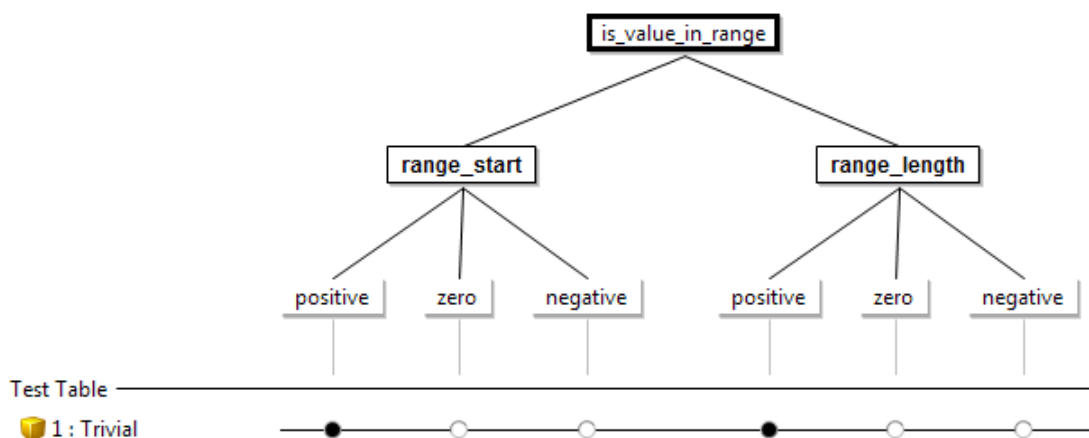 is_value_in_range
range_start range_length
positive zero negative positive zero negative
Test Table
1 : Trivial